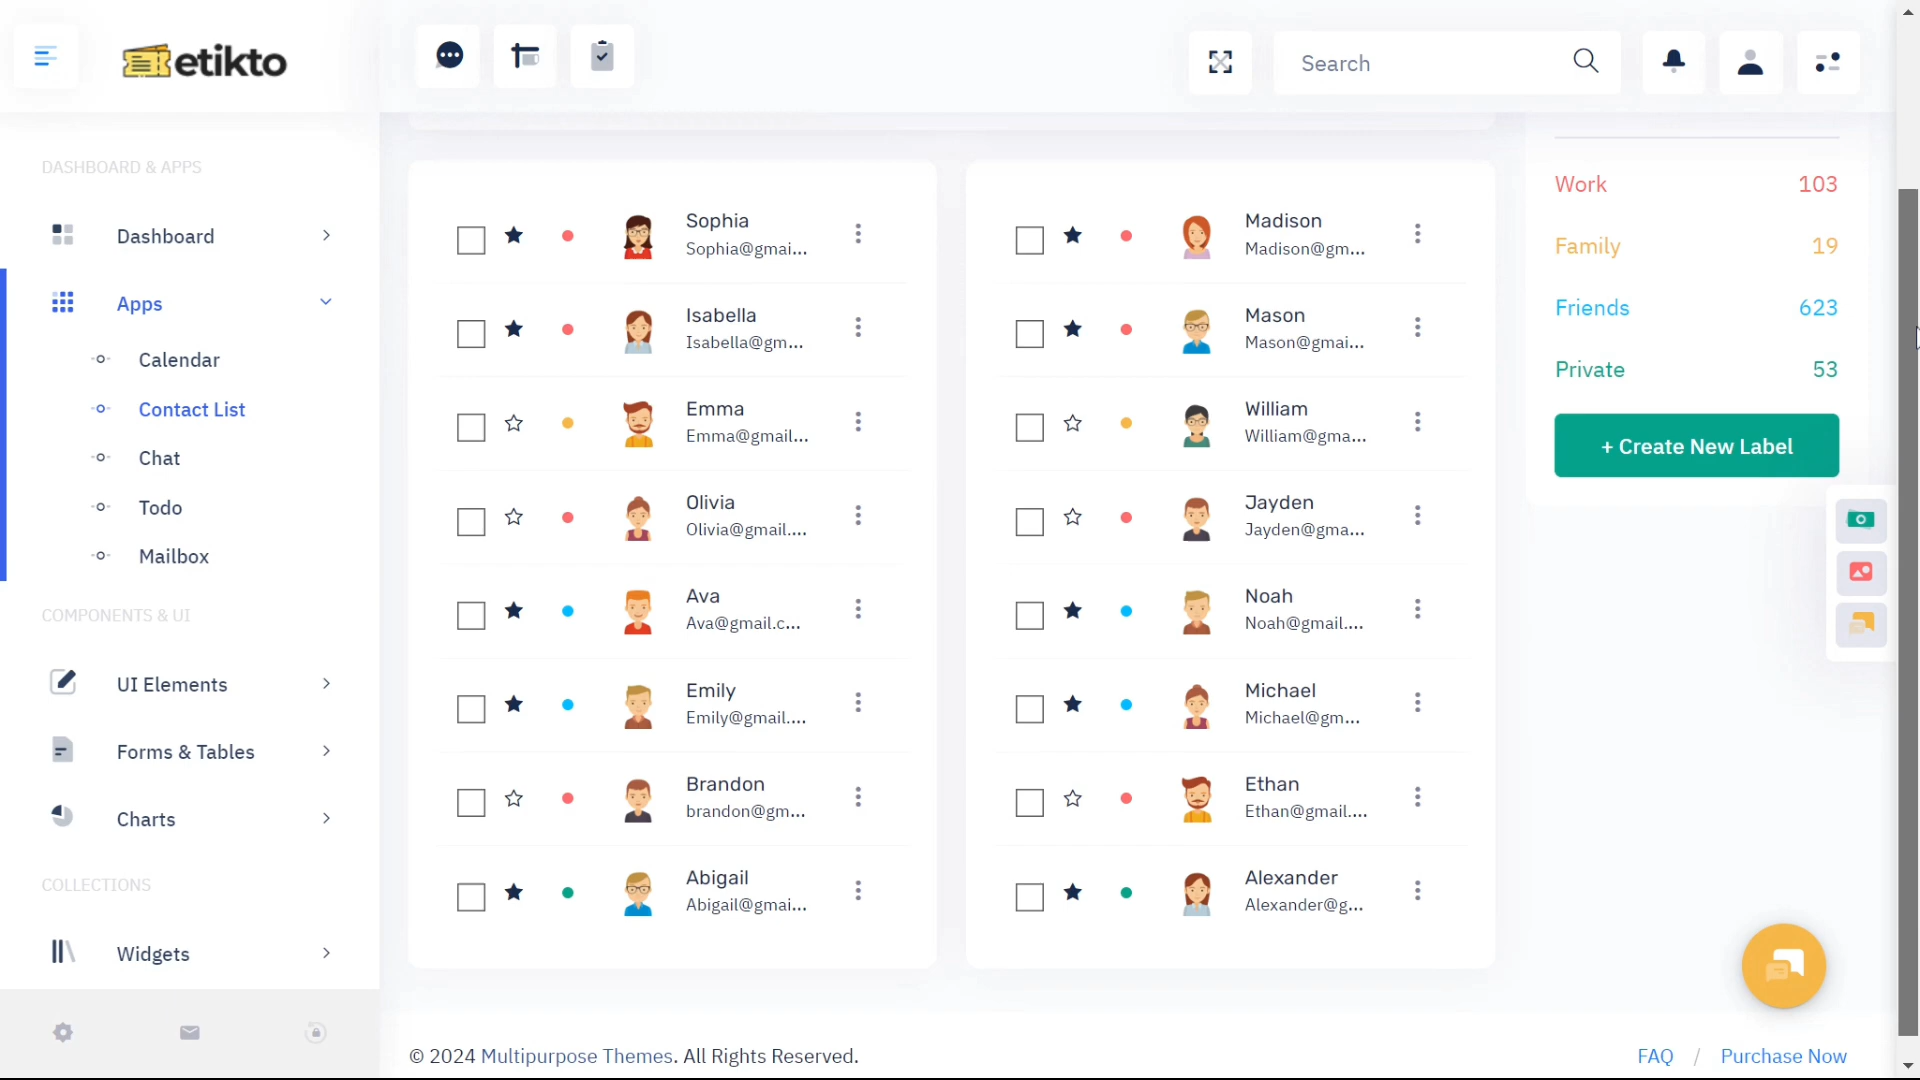 etikto
Search
DASHBOARD & APPS
Dashboard
Apps
Calendar
Contact List
Chat
Todo
Mailbox
COMPONENTS & UI
UI Elements
Forms & Tables
Charts
COLLECTIONS
Widgets
Sophia
Sophia@gmai...
Isabella
Isabella@gm...
Emma
Emma@gmail...
Olivia
Olivia@gmail....
Ava
Ava@gmail.c...
Emily
Emily@gmail....
Brandon
brandon@gm...
Abigail
Abigail@gmai...
Madison
Madison@gm...
Mason
Mason@gmai...
William
William@gma...
Jayden
Jayden@gma...
Noah
Noah@gmail....
Michael
Michael@gm...
Ethan
Ethan@gmail....
Alexander
Alexander@g...
Work 103
Family 19
Friends 623
Private 53
+ Create New Label
© 2024 Multipurpose Themes. All Rights Reserved.
FAQ / Purchase Now